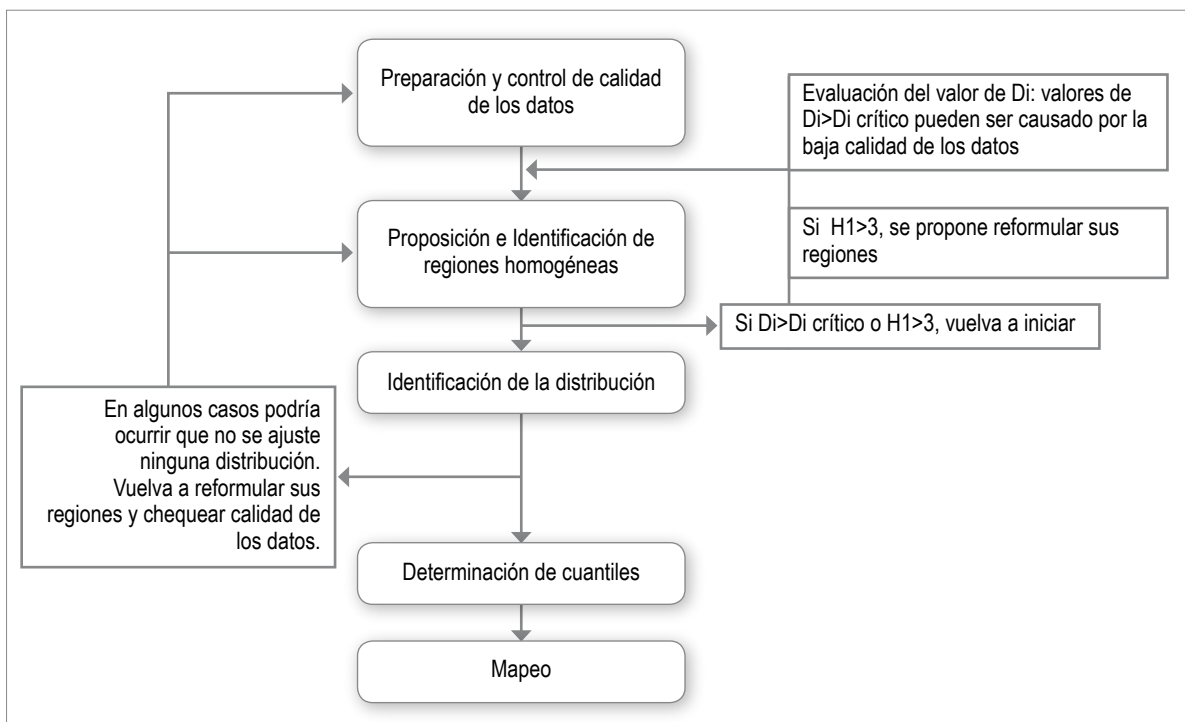 Preparación y control de calidad
de los datos
Evaluación del valor de Di: valores de
Di>Di crítico pueden ser causado por la
baja calidad de los datos
Proposición e Identificación de
regiones homogéneas
Si H1>3, se propone reformular sus
regiones
Si Di>Di crítico o H1>3, vuelva a iniciar
Identificación de la distribución
En algunos casos podría
ocurrir que no se ajuste
ninguna distribución.
Vuelva a reformular sus
regiones y chequear calidad de
los datos.
Determinación de cuantiles
Mapeo